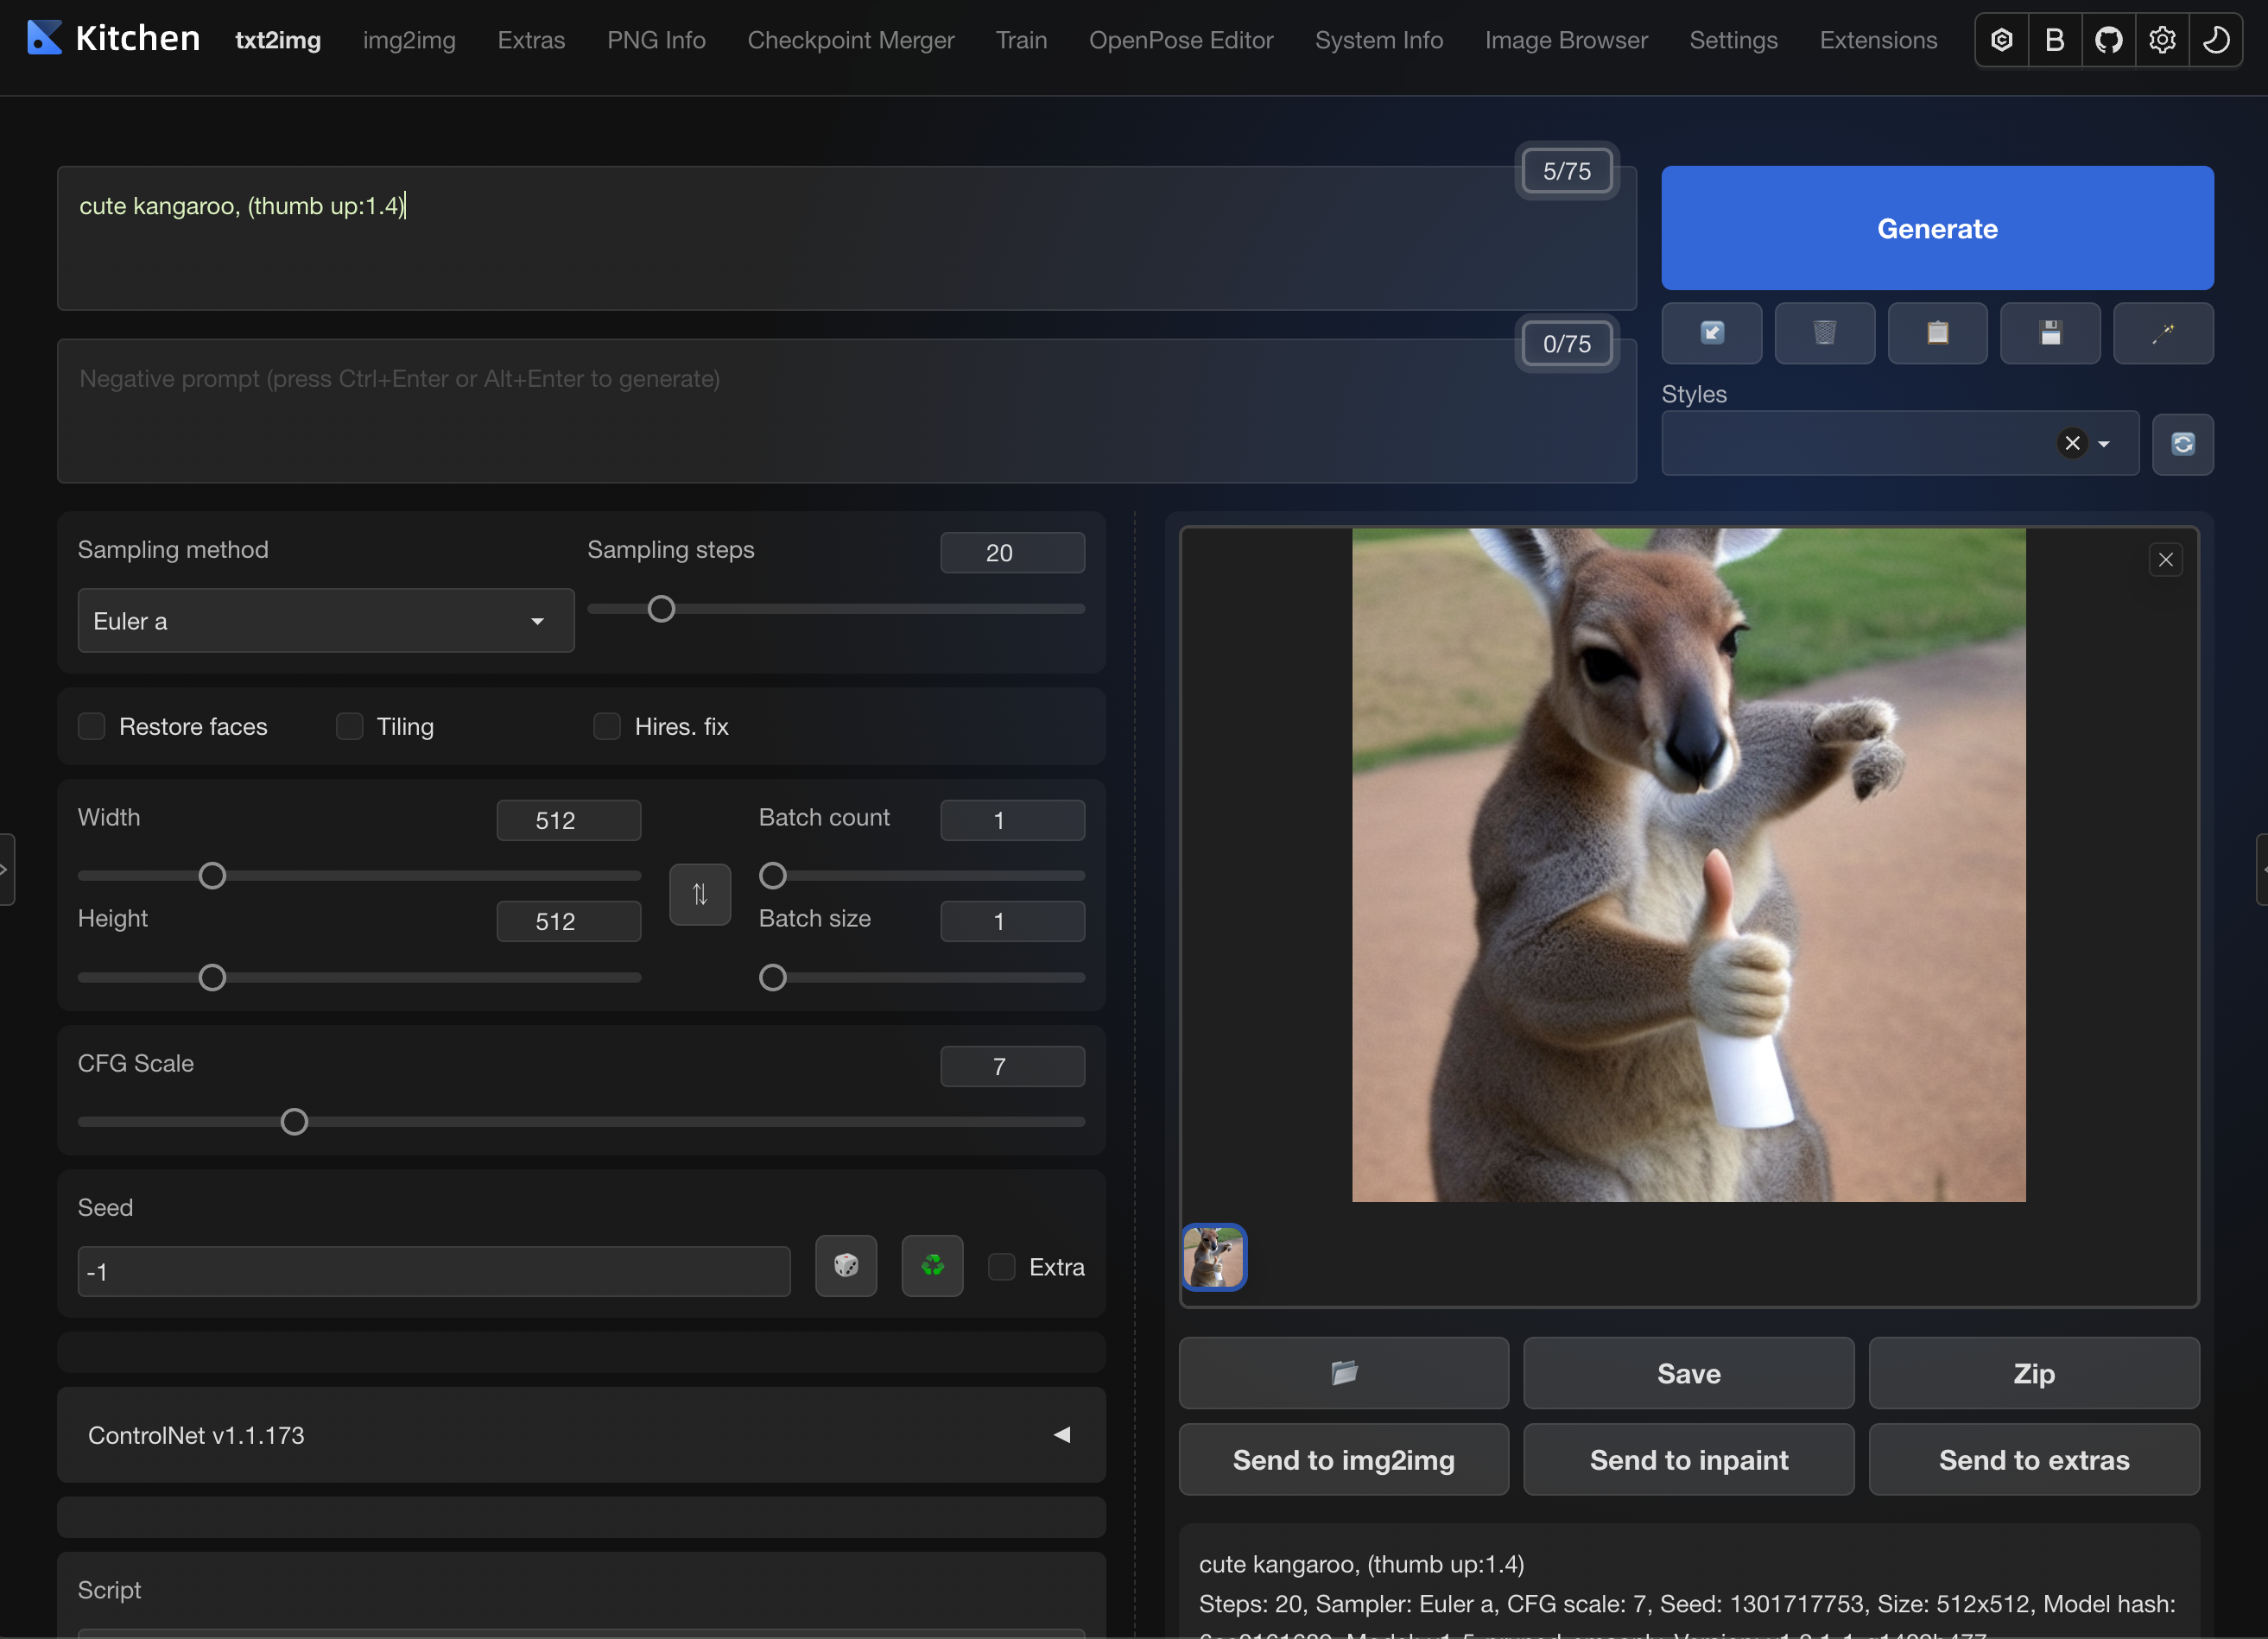 Kitchen txt2img img2img Extras PNG Info Checkpoint Merger Train OpenPose Editor System Info Image Browser Settings Extensions B
5/75
cute kangaroo, (thumb up:1.4)
Generate
0/75
Negative prompt (press Ctrl+Enter or Alt+Enter to generate)
Styles
Sampling method
Sampling steps
20
Euler a
Restore faces
Tiling
Hires. fix
Width
512
Batch count
1
Height
512
Batch size
1
CFG Scale
7
Seed
-1
Extra
ControlNet v1.1.173
Script
Save
Zip
Send to img2img
Send to inpaint
Send to extras
cute kangaroo, (thumb up:1.4)
Steps: 20, Sampler: Euler a, CFG scale: 7, Seed: 1301717753, Size: 512x512, Model hash: